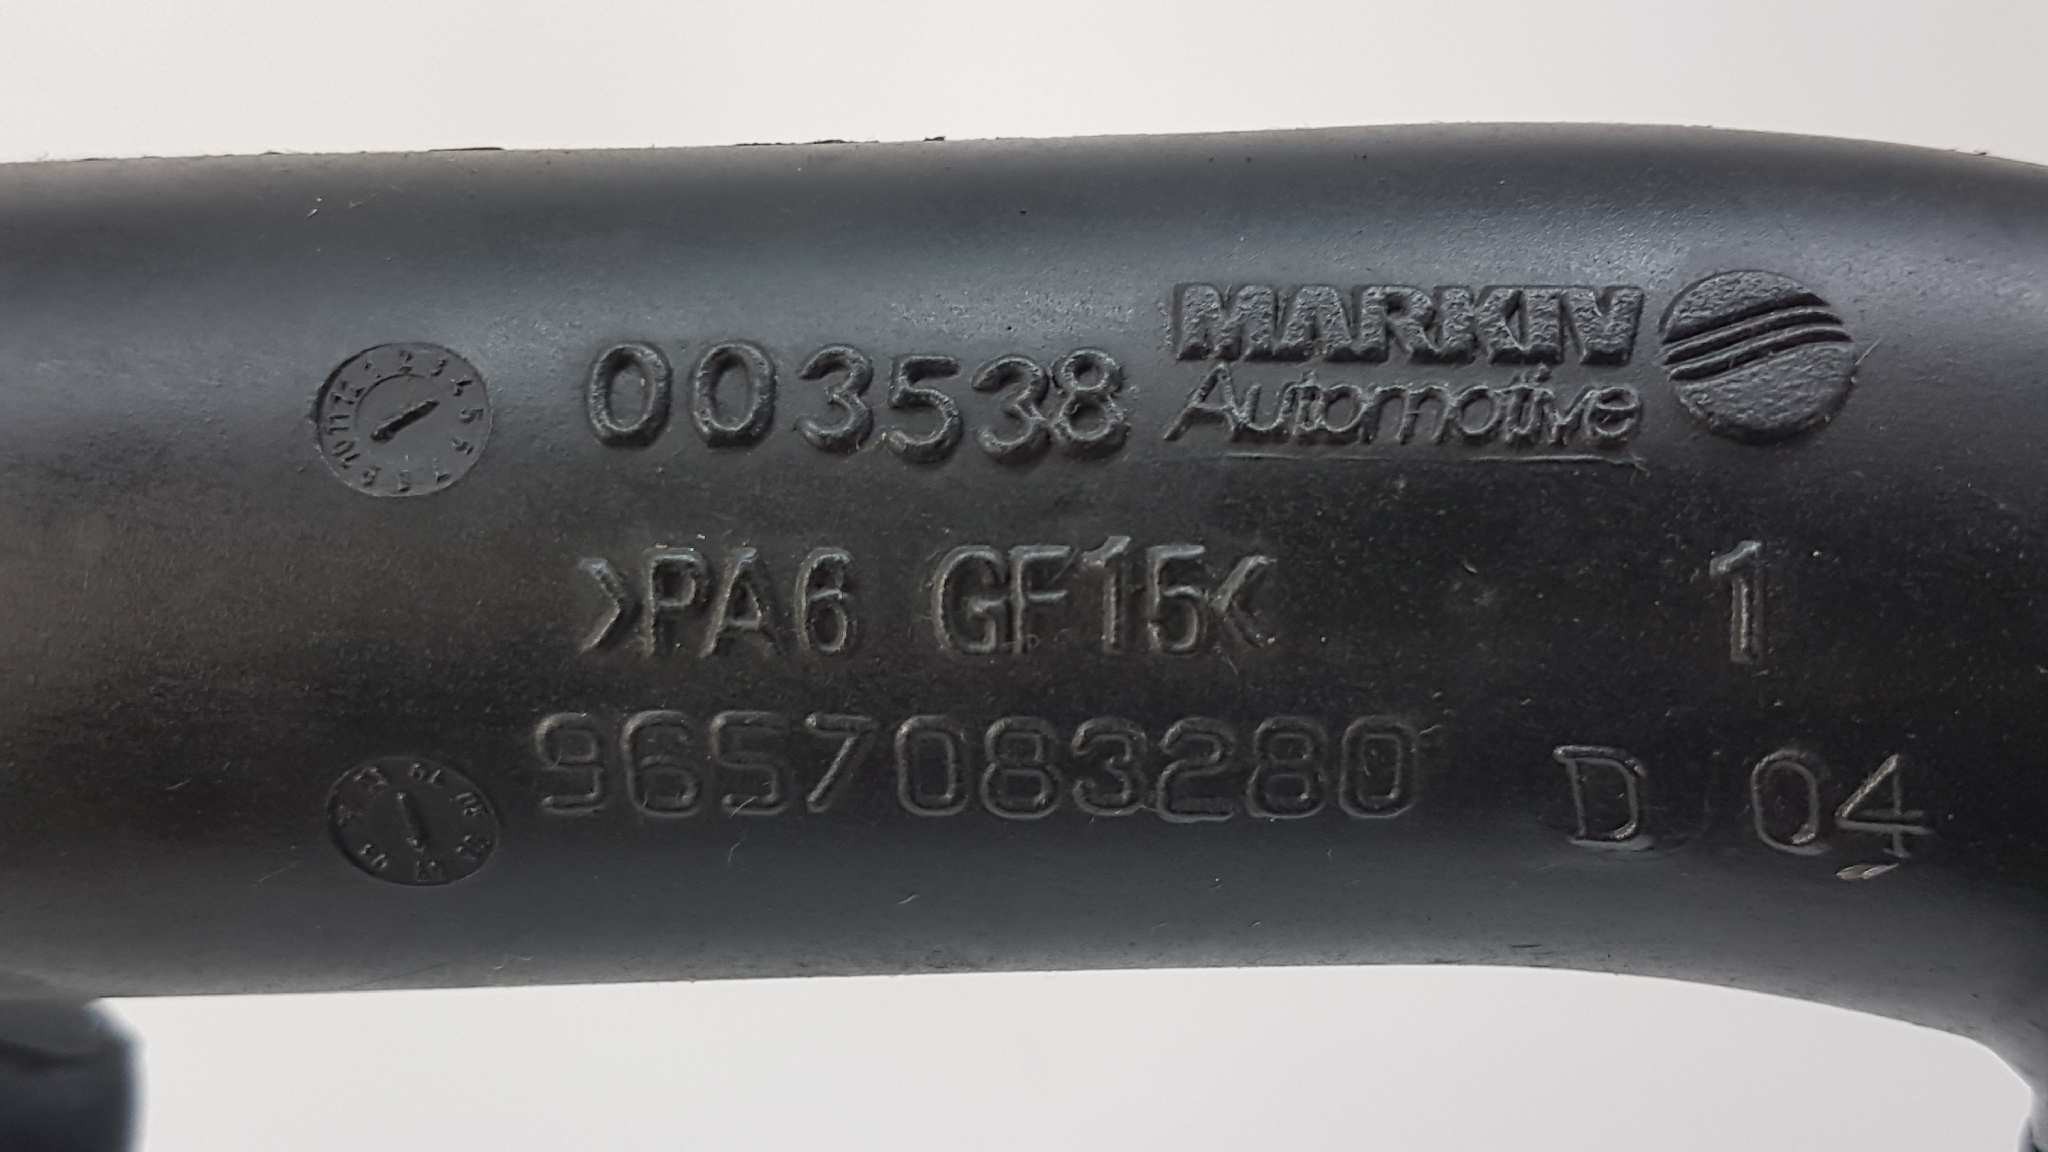 MARKIV
003538 Automotive
>PA6 GF15< 1
9657083280 D 04